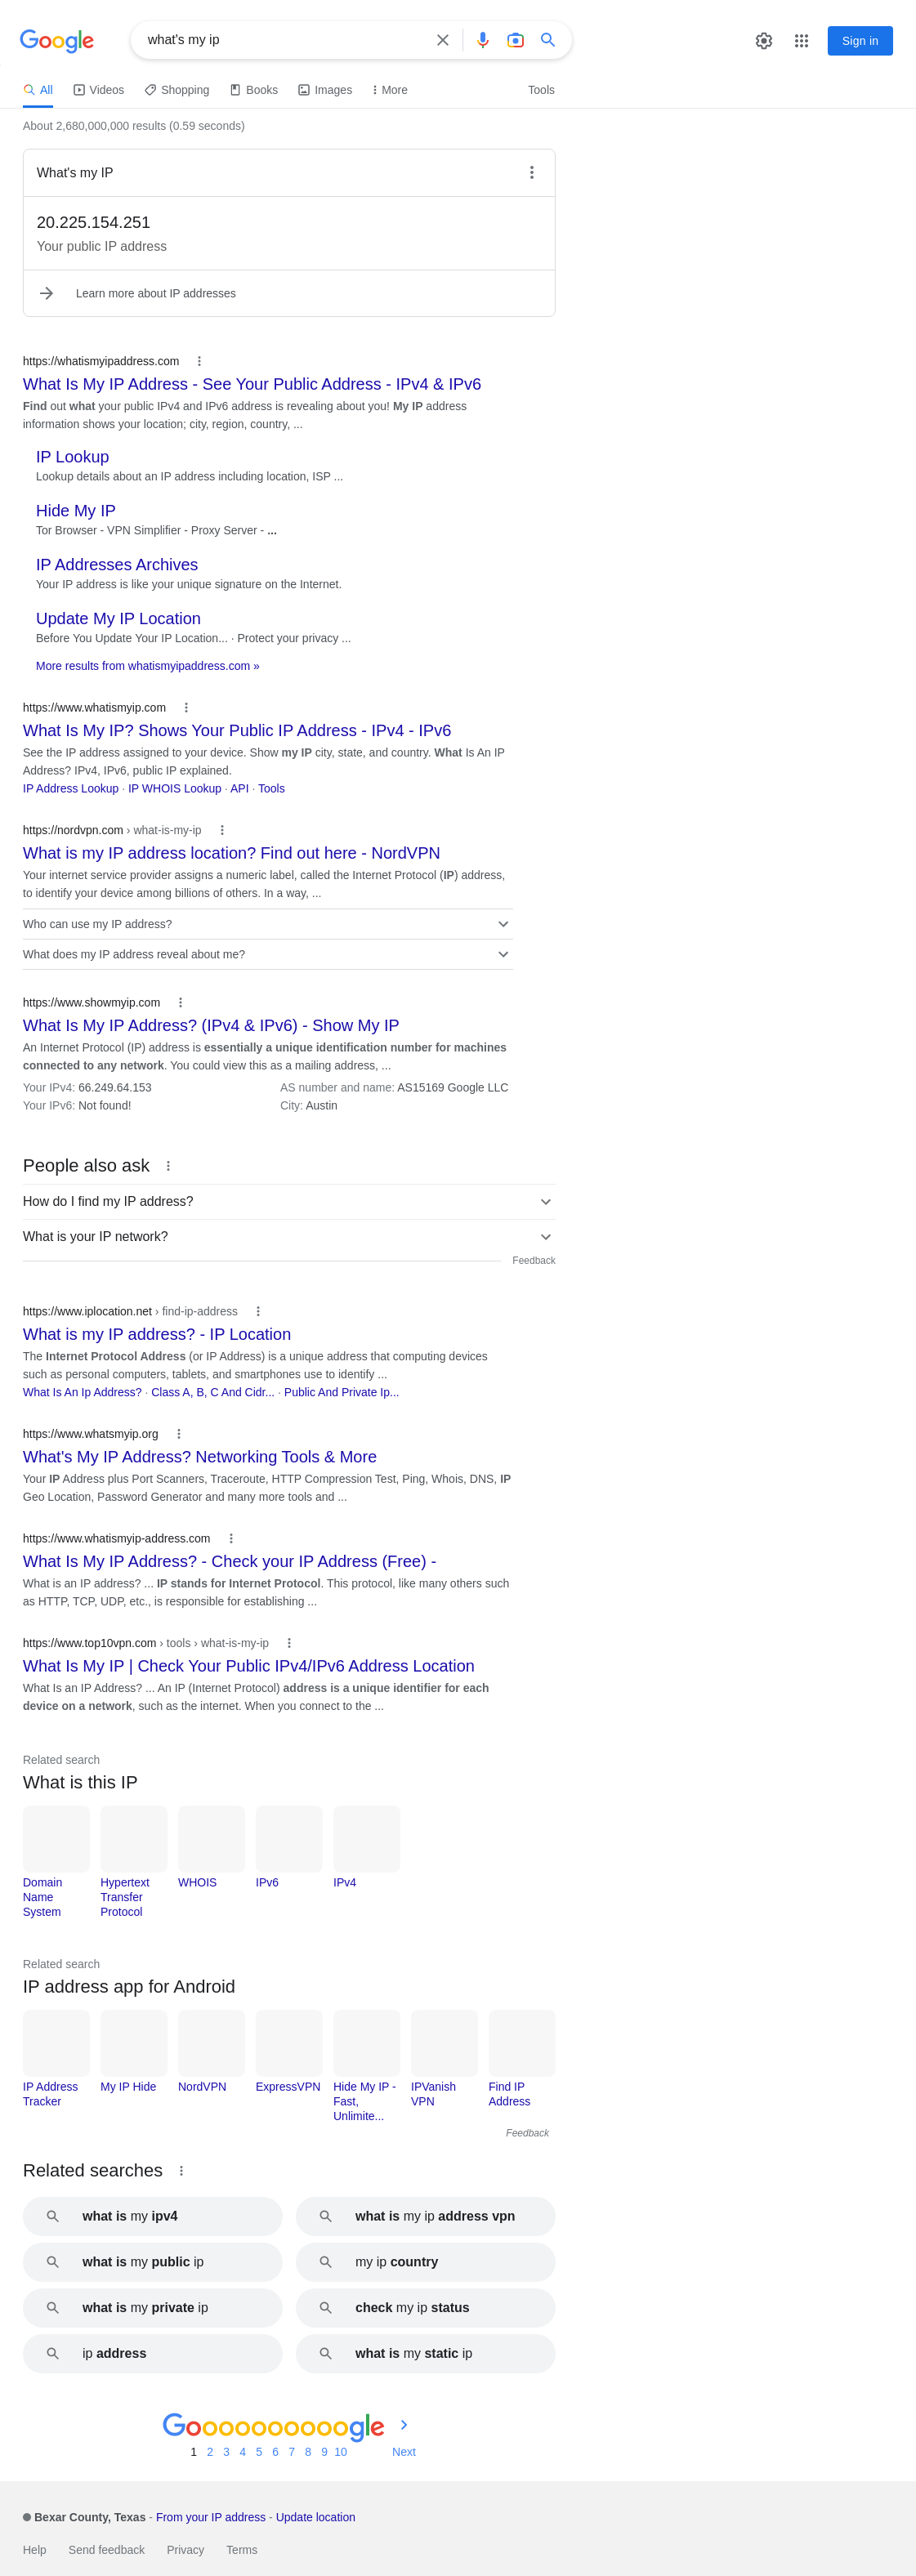 Google
what's my ip
Sign in
All
Videos
Shopping
Books
Images
More
Tools
About 2,680,000,000 results (0.59 seconds)
What's my IP
20.225.154.251
Your public IP address
Learn more about IP addresses
https://whatismyipaddress.com
What Is My IP Address - See Your Public Address - IPv4 & IPv6
Find out what your public IPv4 and IPv6 address is revealing about you! My IP address
information shows your location; city, region, country, ...
IP Lookup
Lookup details about an IP address including location, ISP ...
Hide My IP
Tor Browser - VPN Simplifier - Proxy Server - ...
IP Addresses Archives
Your IP address is like your unique signature on the Internet.
Update My IP Location
Before You Update Your IP Location... · Protect your privacy ...
More results from whatismyipaddress.com »
https://www.whatismyip.com
What Is My IP? Shows Your Public IP Address - IPv4 - IPv6
See the IP address assigned to your device. Show my IP city, state, and country. What Is An IP
Address? IPv4, IPv6, public IP explained.
IP Address Lookup · IP WHOIS Lookup · API · Tools
https://nordvpn.com › what-is-my-ip
What is my IP address location? Find out here - NordVPN
Your internet service provider assigns a numeric label, called the Internet Protocol (IP) address,
to identify your device among billions of others. In a way, ...
Who can use my IP address?
What does my IP address reveal about me?
https://www.showmyip.com
What Is My IP Address? (IPv4 & IPv6) - Show My IP
An Internet Protocol (IP) address is essentially a unique identification number for machines
connected to any network. You could view this as a mailing address, ...
Your IPv4: 66.249.64.153
AS number and name: AS15169 Google LLC
Your IPv6: Not found!
City: Austin
People also ask
How do I find my IP address?
What is your IP network?
Feedback
https://www.iplocation.net › find-ip-address
What is my IP address? - IP Location
The Internet Protocol Address (or IP Address) is a unique address that computing devices
such as personal computers, tablets, and smartphones use to identify ...
What Is An Ip Address? · Class A, B, C And Cidr... · Public And Private Ip...
https://www.whatsmyip.org
What's My IP Address? Networking Tools & More
Your IP Address plus Port Scanners, Traceroute, HTTP Compression Test, Ping, Whois, DNS, IP
Geo Location, Password Generator and many more tools and ...
https://www.whatismyip-address.com
What Is My IP Address? - Check your IP Address (Free) -
What is an IP address? ... IP stands for Internet Protocol. This protocol, like many others such
as HTTP, TCP, UDP, etc., is responsible for establishing ...
https://www.top10vpn.com › tools › what-is-my-ip
What Is My IP | Check Your Public IPv4/IPv6 Address Location
What Is an IP Address? ... An IP (Internet Protocol) address is a unique identifier for each
device on a network, such as the internet. When you connect to the ...
Related search
What is this IP
Domain
Name
System
Hypertext
Transfer
Protocol
WHOIS
IPv6
IPv4
Related search
IP address app for Android
IP Address
Tracker
My IP Hide
NordVPN
ExpressVPN
Hide My IP -
Fast,
Unlimite...
IPVanish
VPN
Find IP
Address
Feedback
Related searches
what is my ipv4
what is my ip address vpn
what is my public ip
my ip country
what is my private ip
check my ip status
ip address
what is my static ip
Goooooooooogle
1 2 3 4 5 6 7 8 9 10 Next
Bexar County, Texas - From your IP address - Update location
Help Send feedback Privacy Terms